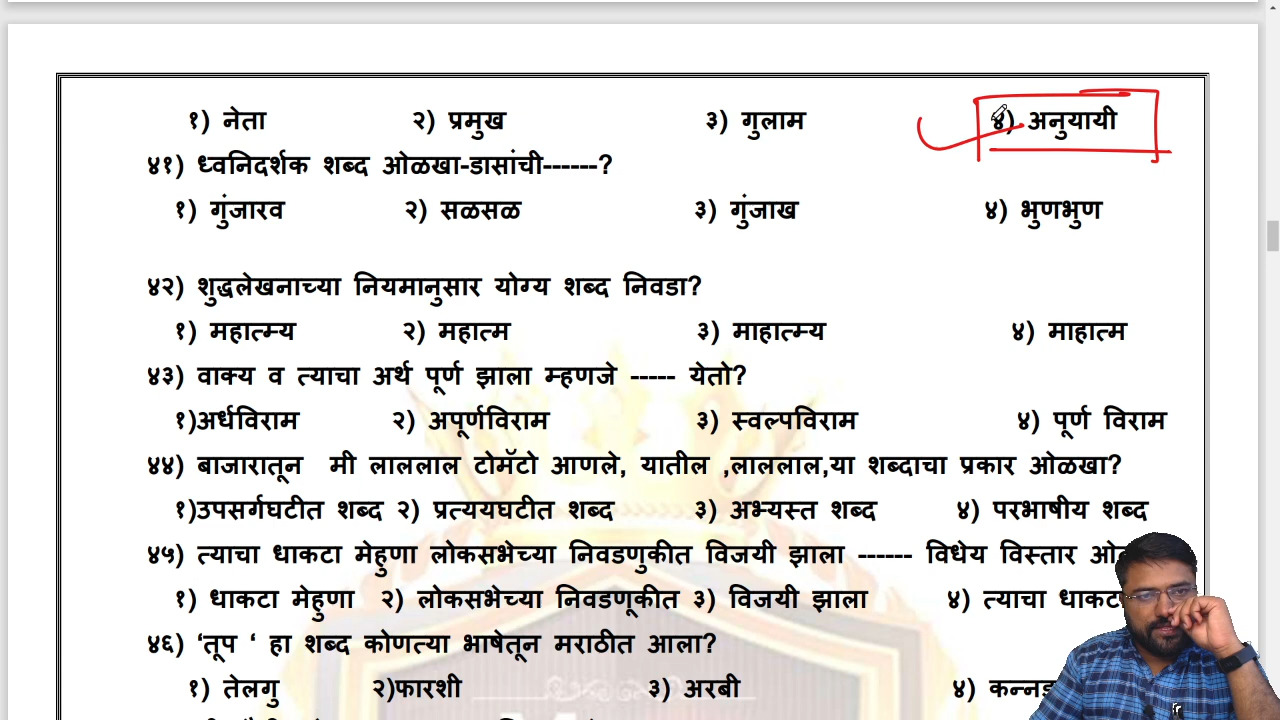 १) नेता २) प्रमुख ३) गुलाम ४) अनुयायी
४१) ध्वनिदर्शक शब्द ओळखा-डासांची------?
१) गुंजारव २) सळसळ ३) गुंजाख ४) भुणभुण
४२) शुद्धलेखनाच्या नियमानुसार योग्य शब्द निवडा?
१) महात्म्य २) महात्म ३) माहात्म्य ४) माहात्म
४३) वाक्य व त्याचा अर्थ पूर्ण झाला म्हणजे ----- येतो?
१)अर्धविराम २) अपूर्णविराम ३) स्वल्पविराम ४) पूर्ण विराम
४४) बाजारातून मी लाललाल टोमॅटो आणले, यातील ,लाललाल,या शब्दाचा प्रकार ओळखा?
१)उपसर्गघटीत शब्द २) प्रत्ययघटीत शब्द ३) अभ्यस्त शब्द ४) परभाषीय शब्द
४५) त्याचा धाकटा मेहुणा लोकसभेच्या निवडणुकीत विजयी झाला ------ विधेय विस्तार
१) धाकटा मेहुणा २) लोकसभेच्या निवडणूकीत ३) विजयी झाला ४) त्याचा
४६) ‘तूप ‘ हा शब्द कोणत्या भाषेतून मराठीत आला?
१) तेलगु २)फारशी ३) अरबी ४)